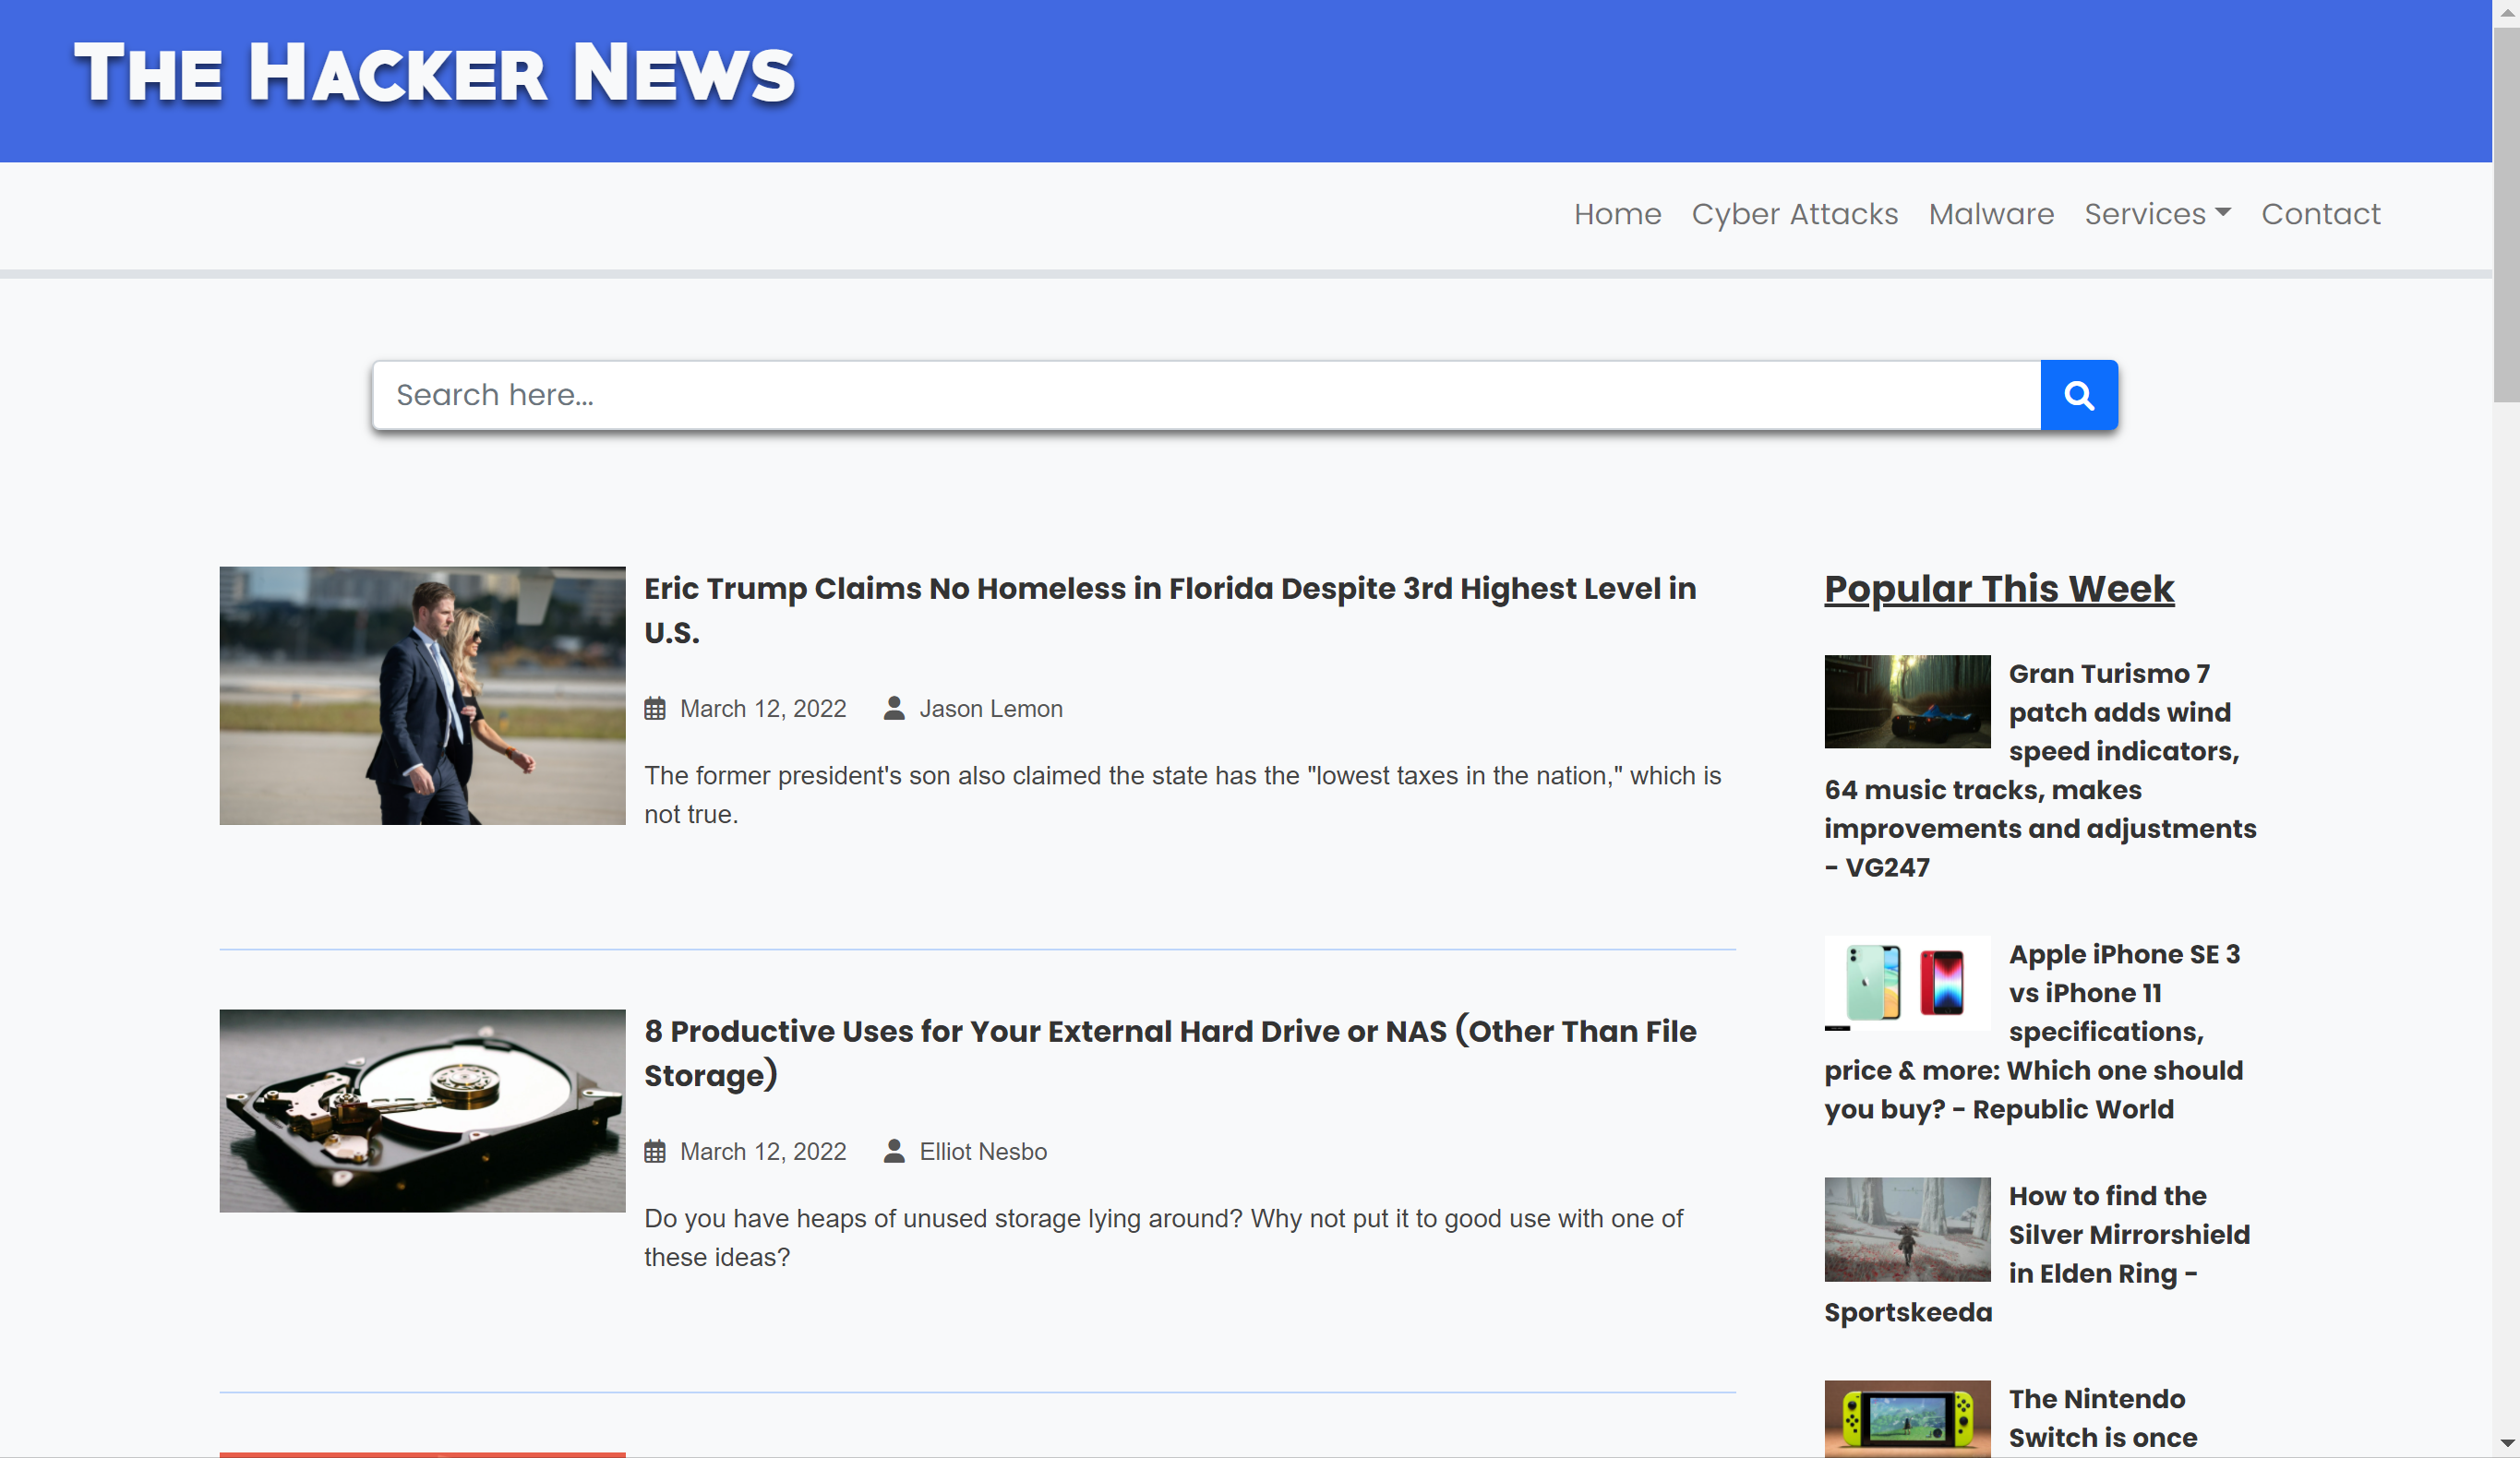 THE HACKER NEWS
Home Cyber Attacks Malware Services Contact
Search here...
Eric Trump Claims No Homeless in Florida Despite 3rd Highest Level in
U.S.
March 12, 2022 Jason Lemon
The former president's son also claimed the state has the "lowest taxes in the nation," which is
not true.
8 Productive Uses for Your External Hard Drive or NAS (Other Than File
Storage)
March 12, 2022 Elliot Nesbo
Do you have heaps of unused storage lying around? Why not put it to good use with one of
these ideas?
Popular This Week
Gran Turismo 7
patch adds wind
speed indicators,
64 music tracks, makes
improvements and adjustments
- VG247
Apple iPhone SE 3
vs iPhone 11
specifications,
price & more: Which one should
you buy? - Republic World
How to find the
Silver Mirrorshield
in Elden Ring -
Sportskeeda
The Nintendo
Switch is once